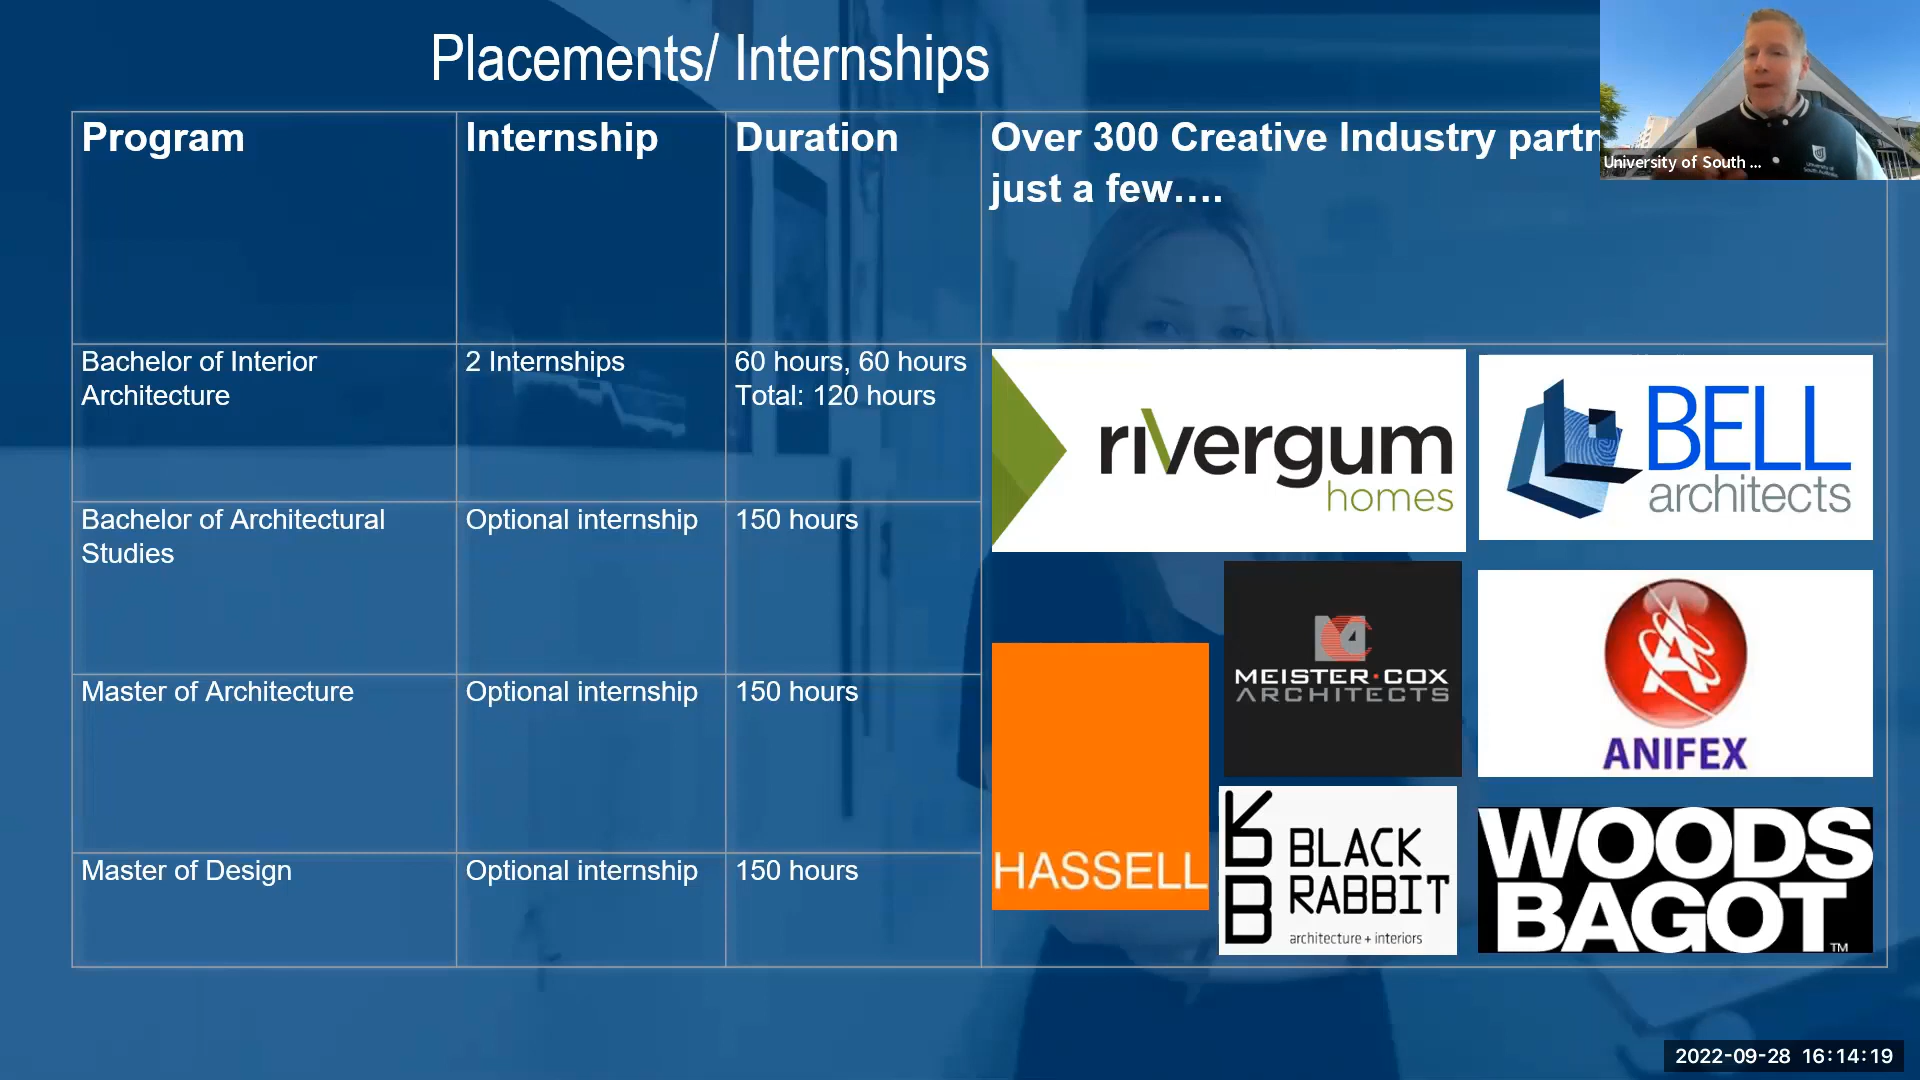 Placements/ Internships
Program
Internship
Duration
Over 300 Creative Industry
just a few….
University of South ...
Bachelor of Interior
Architecture
2 Internships
60 hours, 60 hours
Total: 120 hours
Bachelor of Architectural
Studies
Optional internship
150 hours
Master of Architecture
Optional internship
150 hours
Master of Design
Optional internship
150 hours
rivergum
homes
BELL
architects
MEISTER·COX
ARCHITECTS
ANIFEX
HASSELL
BLACK
RABBIT
architecture + interiors
WOODS
BAGOT
TM
2022-09-28 16:14:19